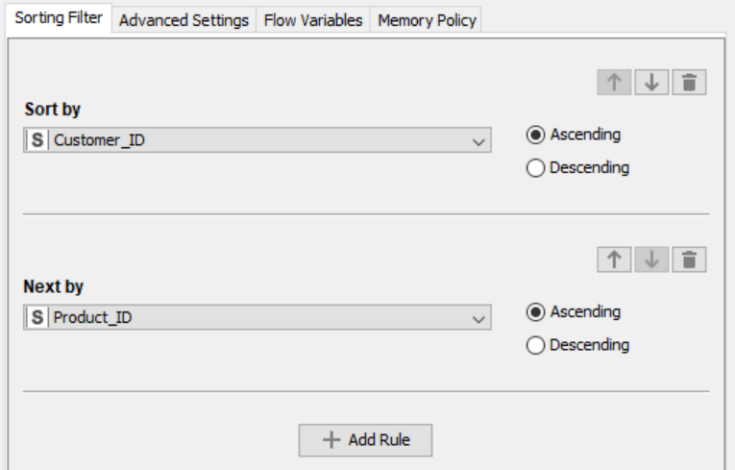 Sorting Filter Advanced Settings Flow Variables Memory Policy
Sort by
S Customer_ID
Ascending
Descending
Next by
S Product_ID
Ascending
Descending
Add Rule